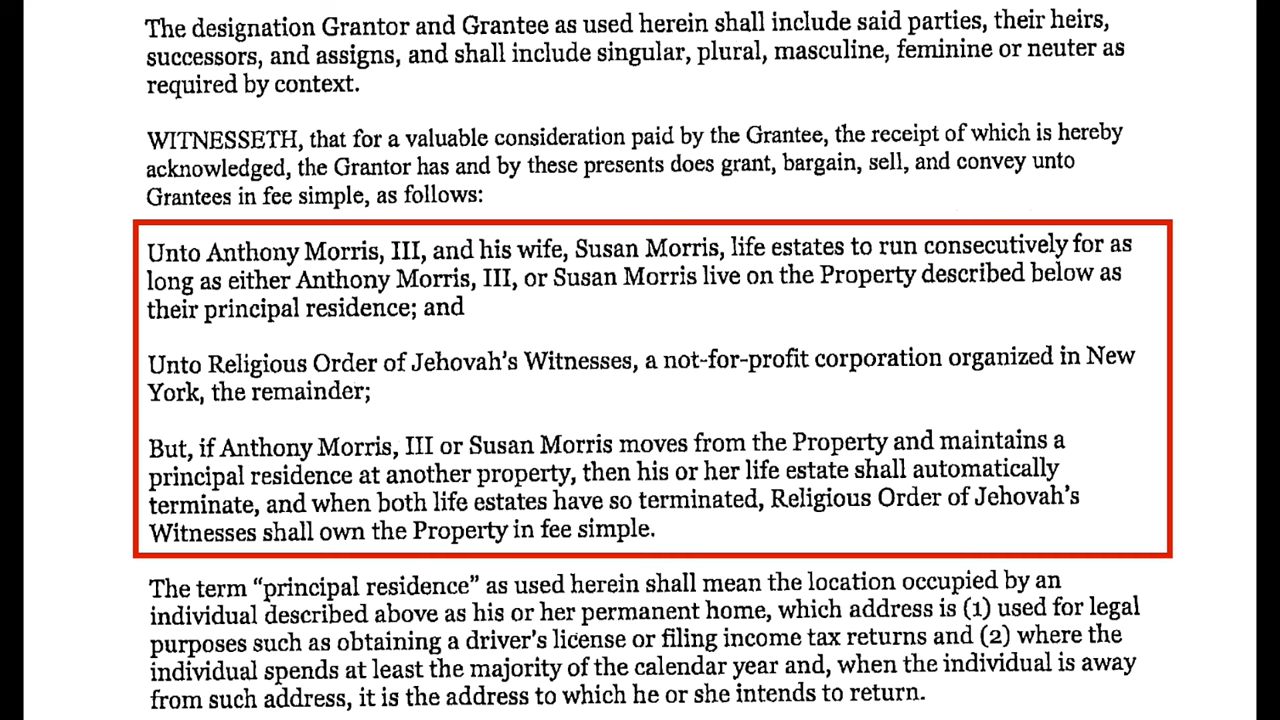 The designation Grantor and Grantee as used herein shall include said parties, their heirs,
successors, and assigns, and shall include singular, plural, masculine, feminine or neuter as
required by context.
WITNESSETH, that for a valuable consideration paid by the Grantee, the receipt of which is hereby
acknowledged, the Grantor has and by these presents does grant, bargain, sell, and convey unto
Grantees in fee simple, as follows:
Unto Anthony Morris, III, and his wife, Susan Morris, life estates to run consecutively for as
long as either Anthony Morris, III, or Susan Morris live on the Property described below as
their principal residence; and
Unto Religious Order of Jehovah's Witnesses, a not-for-profit corporation organized in New
York, the remainder;
But, if Anthony Morris, III or Susan Morris moves from the Property and maintains a
principal residence at another property, then his or her life estate shall automatically
terminate, and when both life estates have so terminated, Religious Order of Jehovah's
Witnesses shall own the Property in fee simple.
The term “principal residence” as used herein shall mean the location occupied by an
individual described above as his or her permanent home, which address is (1) used for legal
purposes such as obtaining a driver's license or filing income tax returns and (2) where the
individual spends at least the majority of the calendar year and, when the individual is away
from such address, it is the address to which he or she intends to return.